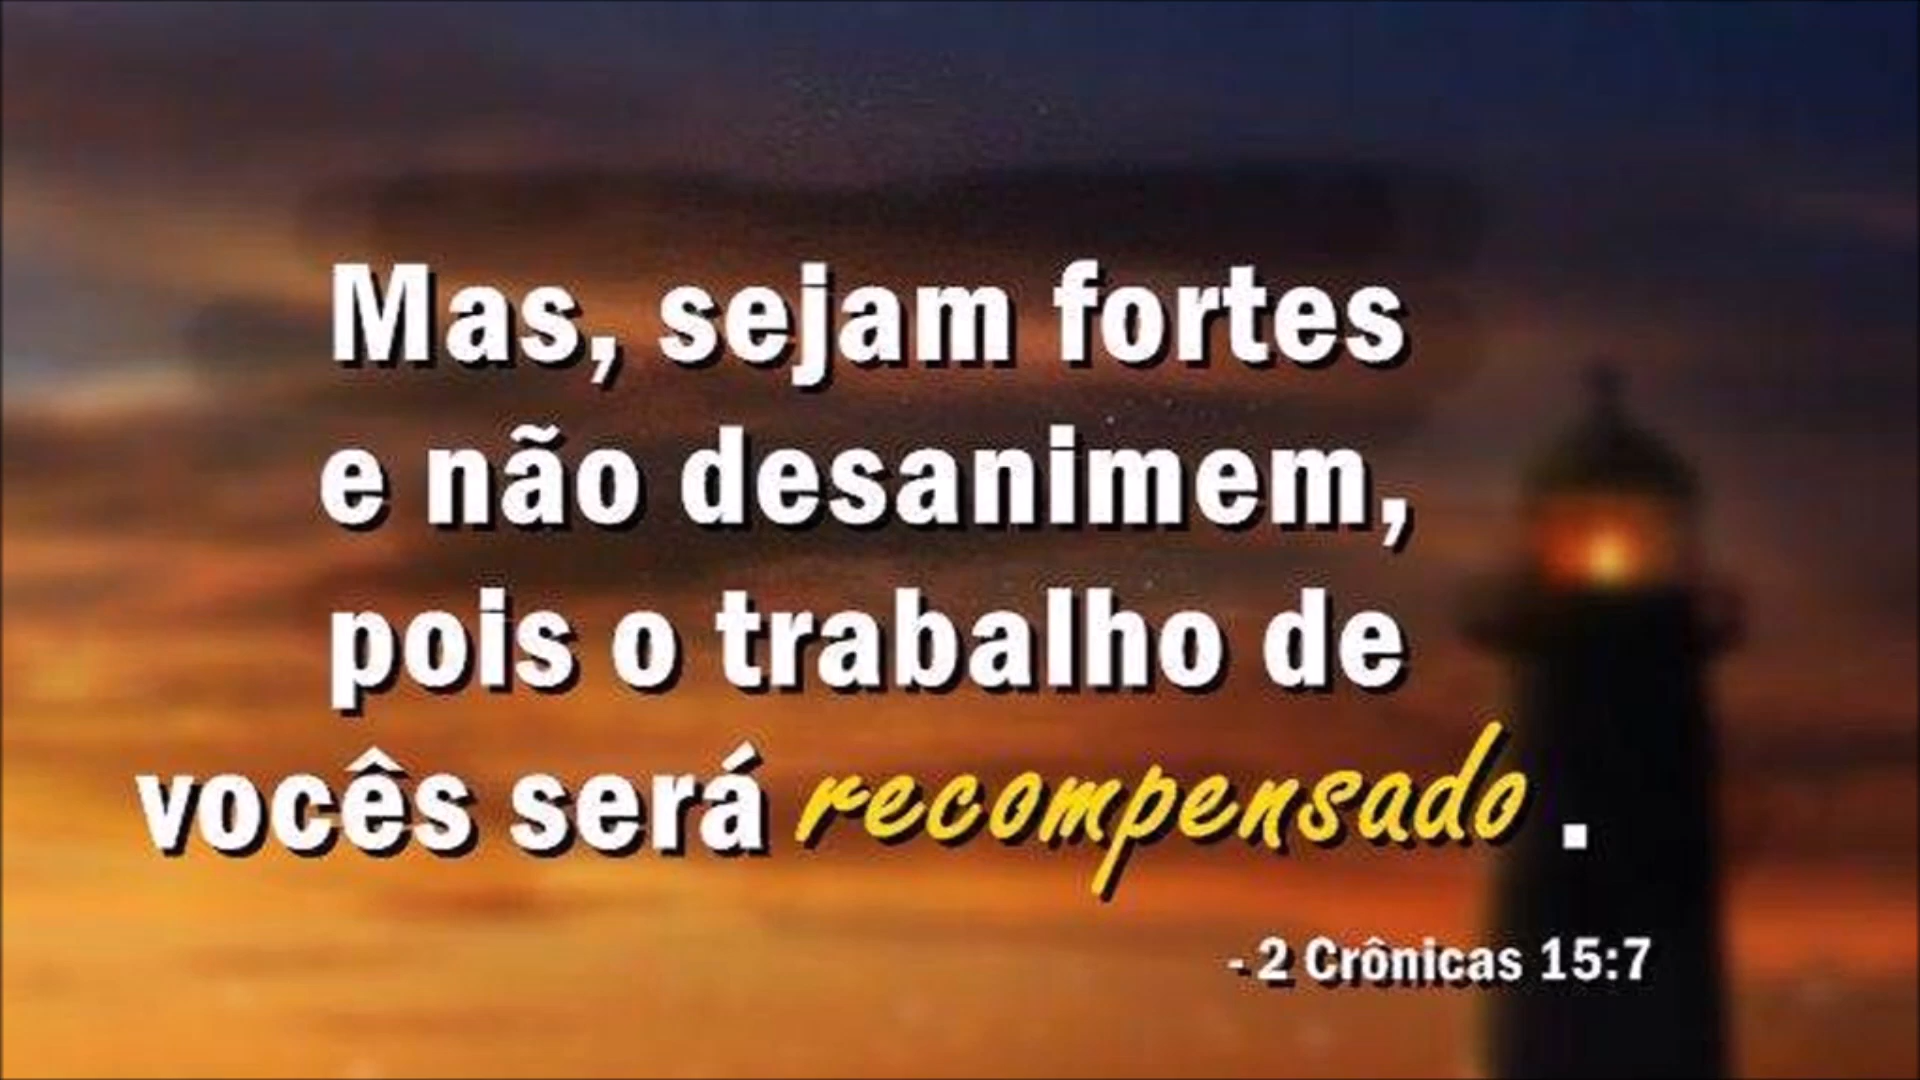 Mas, sejam fortes
e não desanimem,
pois o trabalho de
vocês será recompensado .
- 2 Crônicas 15:7